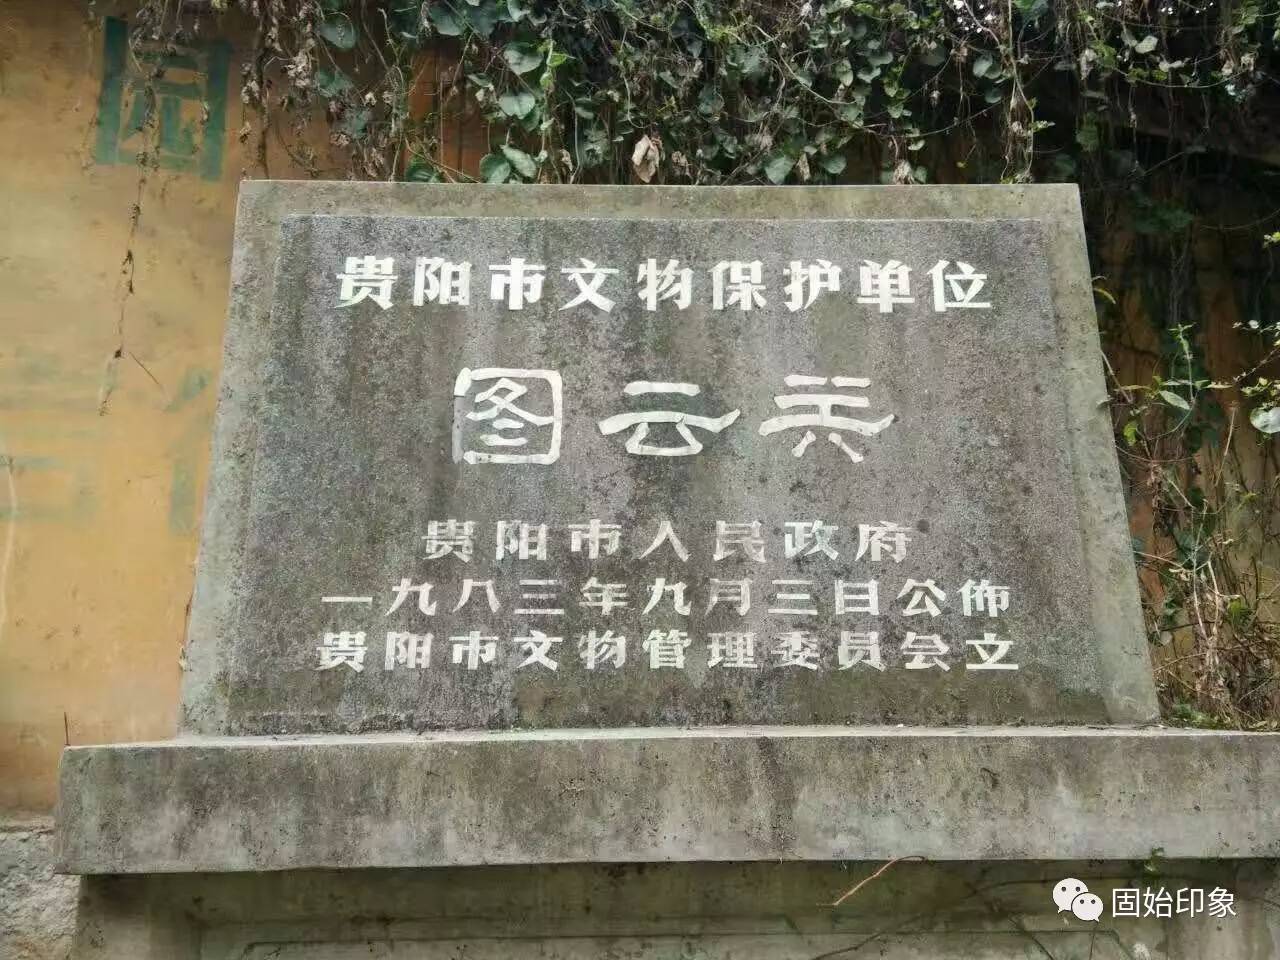 贵阳市文物保护单位
图云关
贵阳市人民政府
一九八三年九月三日公佈
贵阳市文物管理委员会立
固始印象